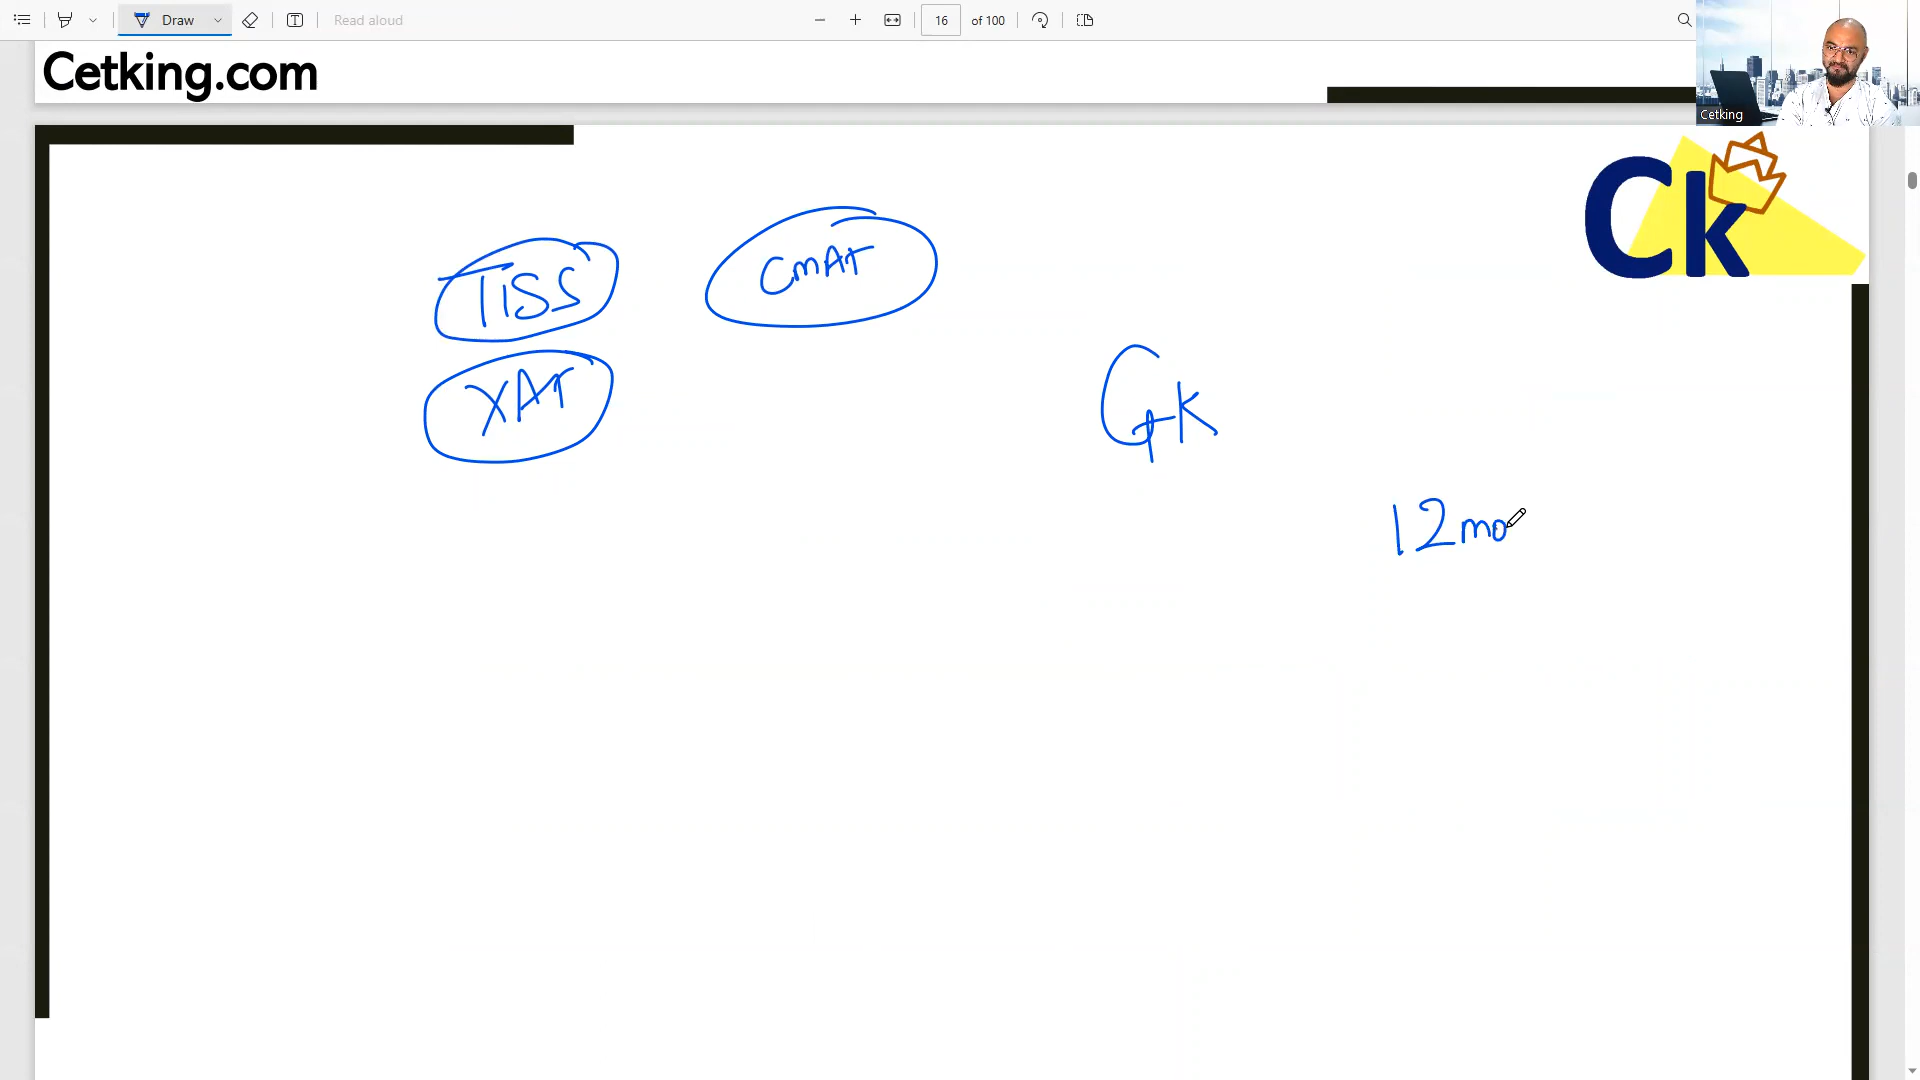 Draw
Read aloud
16 of 100
Cetking.com
Cetking
Ck
CMAT
TISS
XAT
GK
12mo